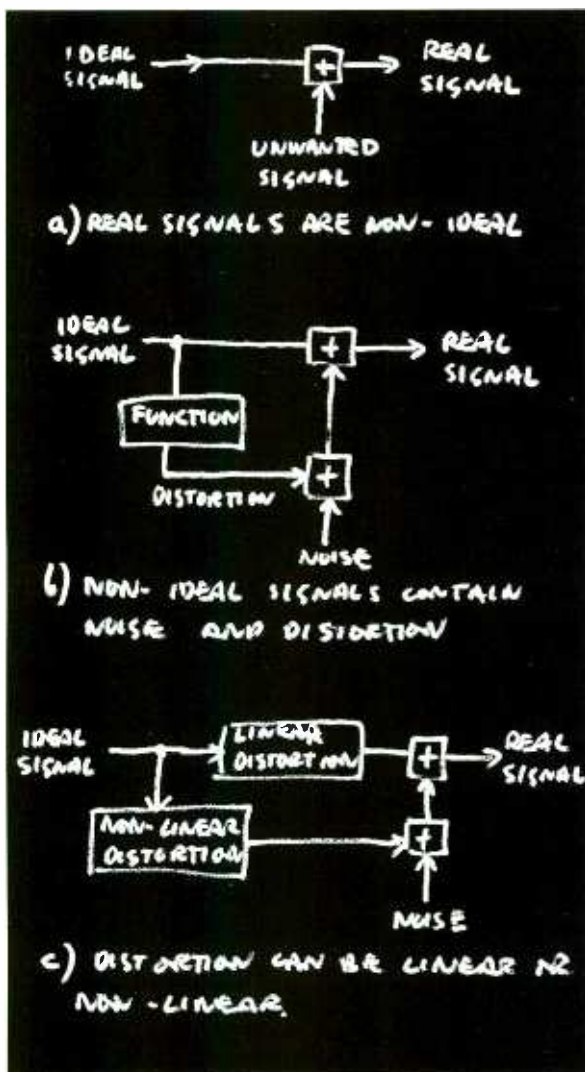 IDEAL SIGNAL
+
REAL SIGNAL
UNWANTED SIGNAL
a) REAL SIGNALS ARE NON-IDEAL
IDEAL SIGNAL
+
REAL SIGNAL
FUNCTION
+
DISTORTION
NOISE
b) NON-IDEAL SIGNALS CONTAIN
NOISE AND DISTORTION
IDEAL SIGNAL
LINEAR DISTORTION
+
REAL SIGNAL
NON-LINEAR DISTORTION
+
NOISE
c) DISTORTION CAN BE LINEAR OR
NON-LINEAR.